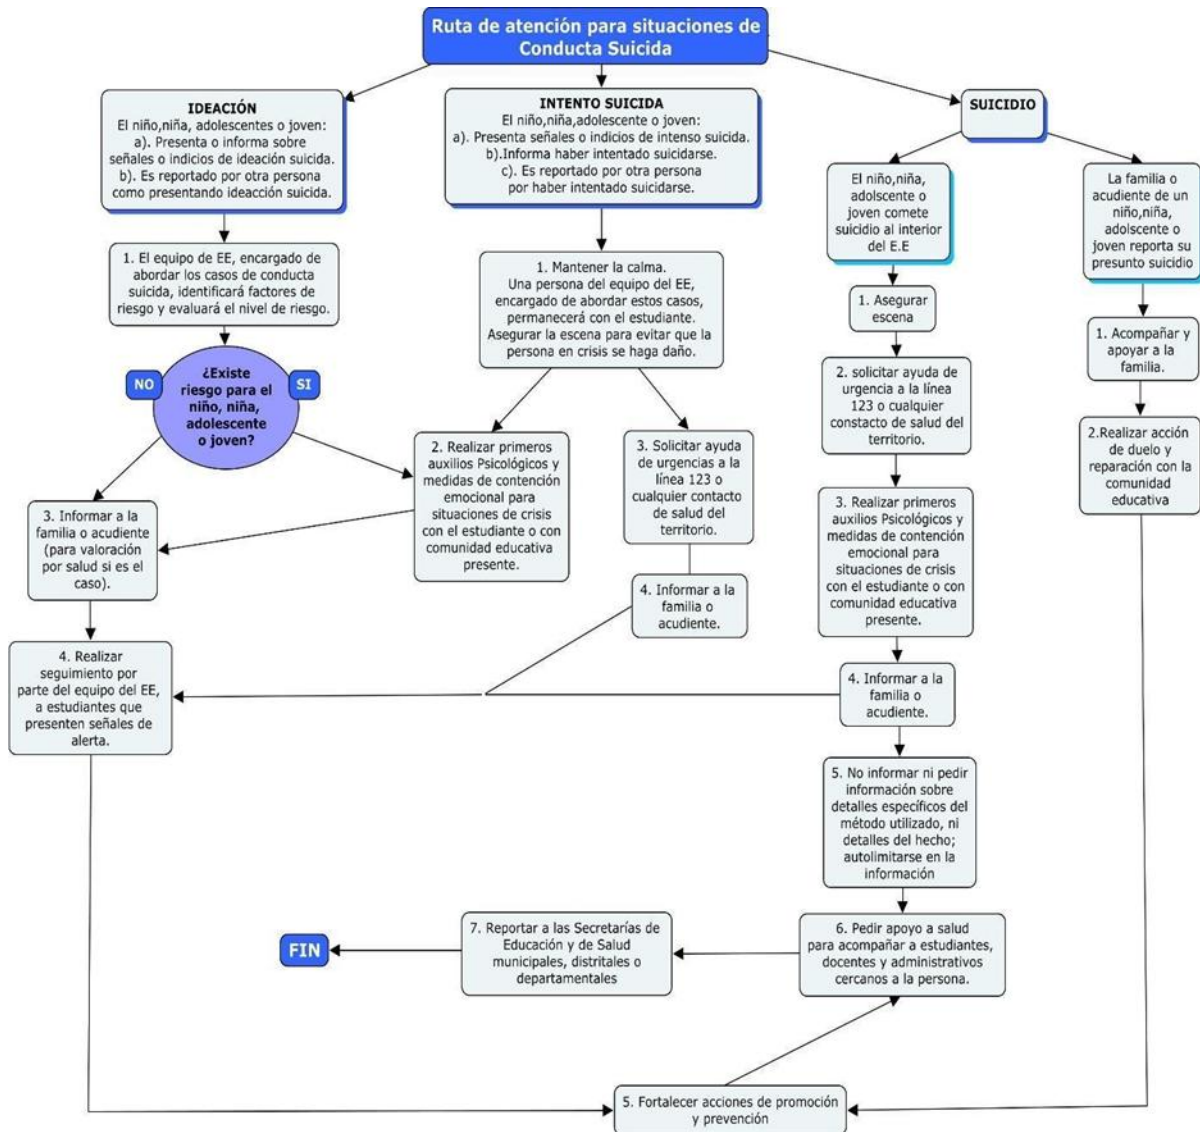 Ruta de atención para situaciones de
Conducta Suicida
IDEACIÓN
El niño,niña, adolescentes o joven:
a). Presenta o informa sobre
señales o indicios de ideación suicida.
b). Es reportado por otra persona
como presentando ideacción suicida.
INTENTO SUICIDA
El niño,niña,adolescente o joven:
a). Presenta señales o indicios de intenso suicida.
b).Informa haber intentado suicidarse.
c). Es reportado por otra persona
por haber intentado suicidarse.
SUICIDIO
El niño,niña,
adolscente o
joven comete
suicidio al interior
del E.E
La familia o
acudiente de un
niño,niña,
adolscente o
joven reporta su
presunto suicidio
1. El equipo de EE, encargado de
abordar los casos de conducta
suicida, identificará factores de
riesgo y evaluará el nivel de riesgo.
1. Mantener la calma.
Una persona del equipo del EE,
encargado de abordar estos casos,
permanecerá con el estudiante.
Asegurar la escena para evitar que la
persona en crisis se haga daño.
1. Asegurar
escena
1. Acompañar y
apoyar a la
familia.
NO
¿Existe
riesgo para el
niño, niña,
adolescente
o joven?
SI
2. solicitar ayuda de
urgencia a la línea
123 o cualquier
constacto de salud del
territorio.
2.Realizar acción
de duelo y
reparación con la
comunidad
educativa
2. Realizar primeros
auxilios Psicológicos y
medidas de contención
emocional para
situaciones de crisis
con el estudiante o con
comunidad educativa
presente.
3. Solicitar ayuda
de urgencias a la
línea 123 o
cualquier contacto
de salud del
territorio.
3. Informar a la
familia o acudiente
(para valoración
por salud si es el
caso).
3. Realizar primeros
auxilios Psicológicos y
medidas de contención
emocional para
situaciones de crisis
con el estudiante o con
comunidad educativa
presente.
4. Informar a la
familia o
acudiente.
4. Realizar
seguimiento por
parte del equipo del EE,
a estudiantes que
presenten señales de
alerta.
4. Informar a la
familia o
acudiente.
5. No informar ni pedir
información sobre
detalles específicos del
método utilizado, ni
detalles del hecho;
autolimitarse en la
información
6. Pedir apoyo a salud
para acompañar a estudiantes,
docentes y administrativos
cercanos a la persona.
7. Reportar a las Secretarías de
Educación y de Salud
municipales, distritales o
departamentales
FIN
5. Fortalecer acciones de promoción
y prevención